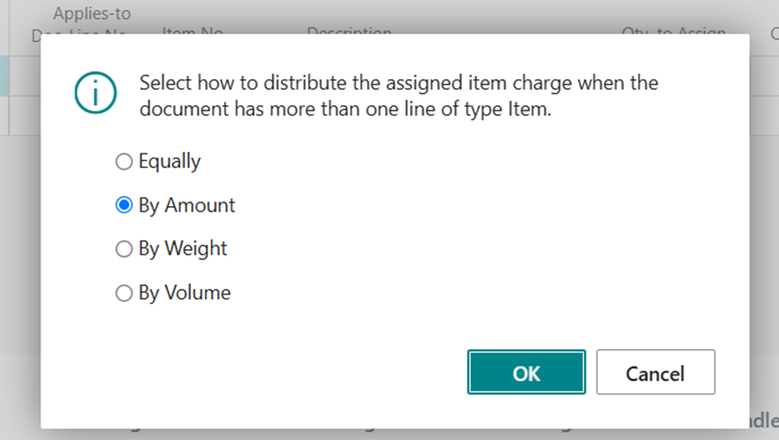 Applies-to
Item No. Description Qty. to Assign
Select how to distribute the assigned item charge when the
document has more than one line of type Item.
Equally
By Amount
By Weight
By Volume
OK Cancel